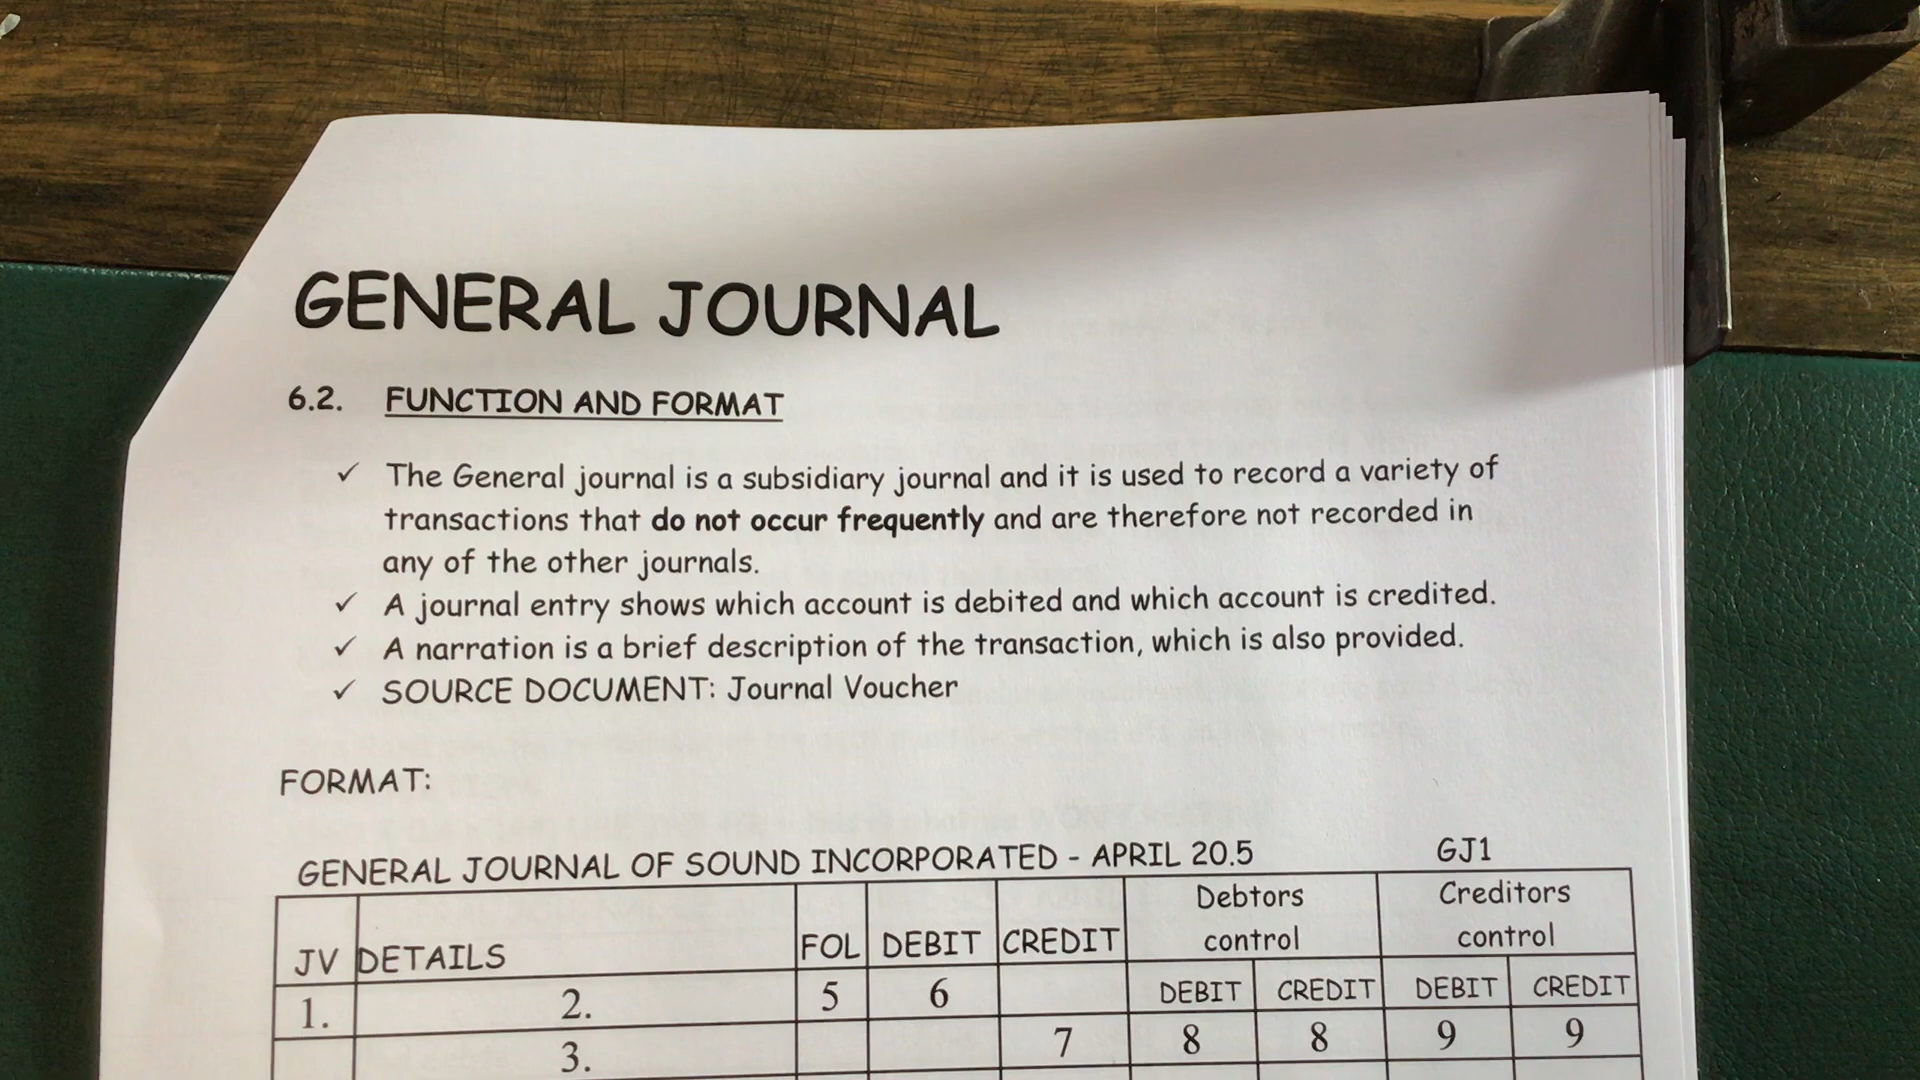 GENERAL JOURNAL
6.2. FUNCTION AND FORMAT
✓ The General journal is a subsidiary journal and it is used to record a variety of
transactions that do not occur frequently and are therefore not recorded in
any of the other journals.
✓ A journal entry shows which account is debited and which account is credited.
✓ A narration is a brief description of the transaction, which is also provided.
✓ SOURCE DOCUMENT: Journal Voucher
FORMAT:
GENERAL JOURNAL OF SOUND INCORPORATED - APRIL 20.5 GJ1
JV DETAILS FOL DEBIT CREDIT Debtors control Creditors control
DEBIT CREDIT DEBIT CREDIT
1. 2. 5 6
3. 7 8 8 9 9